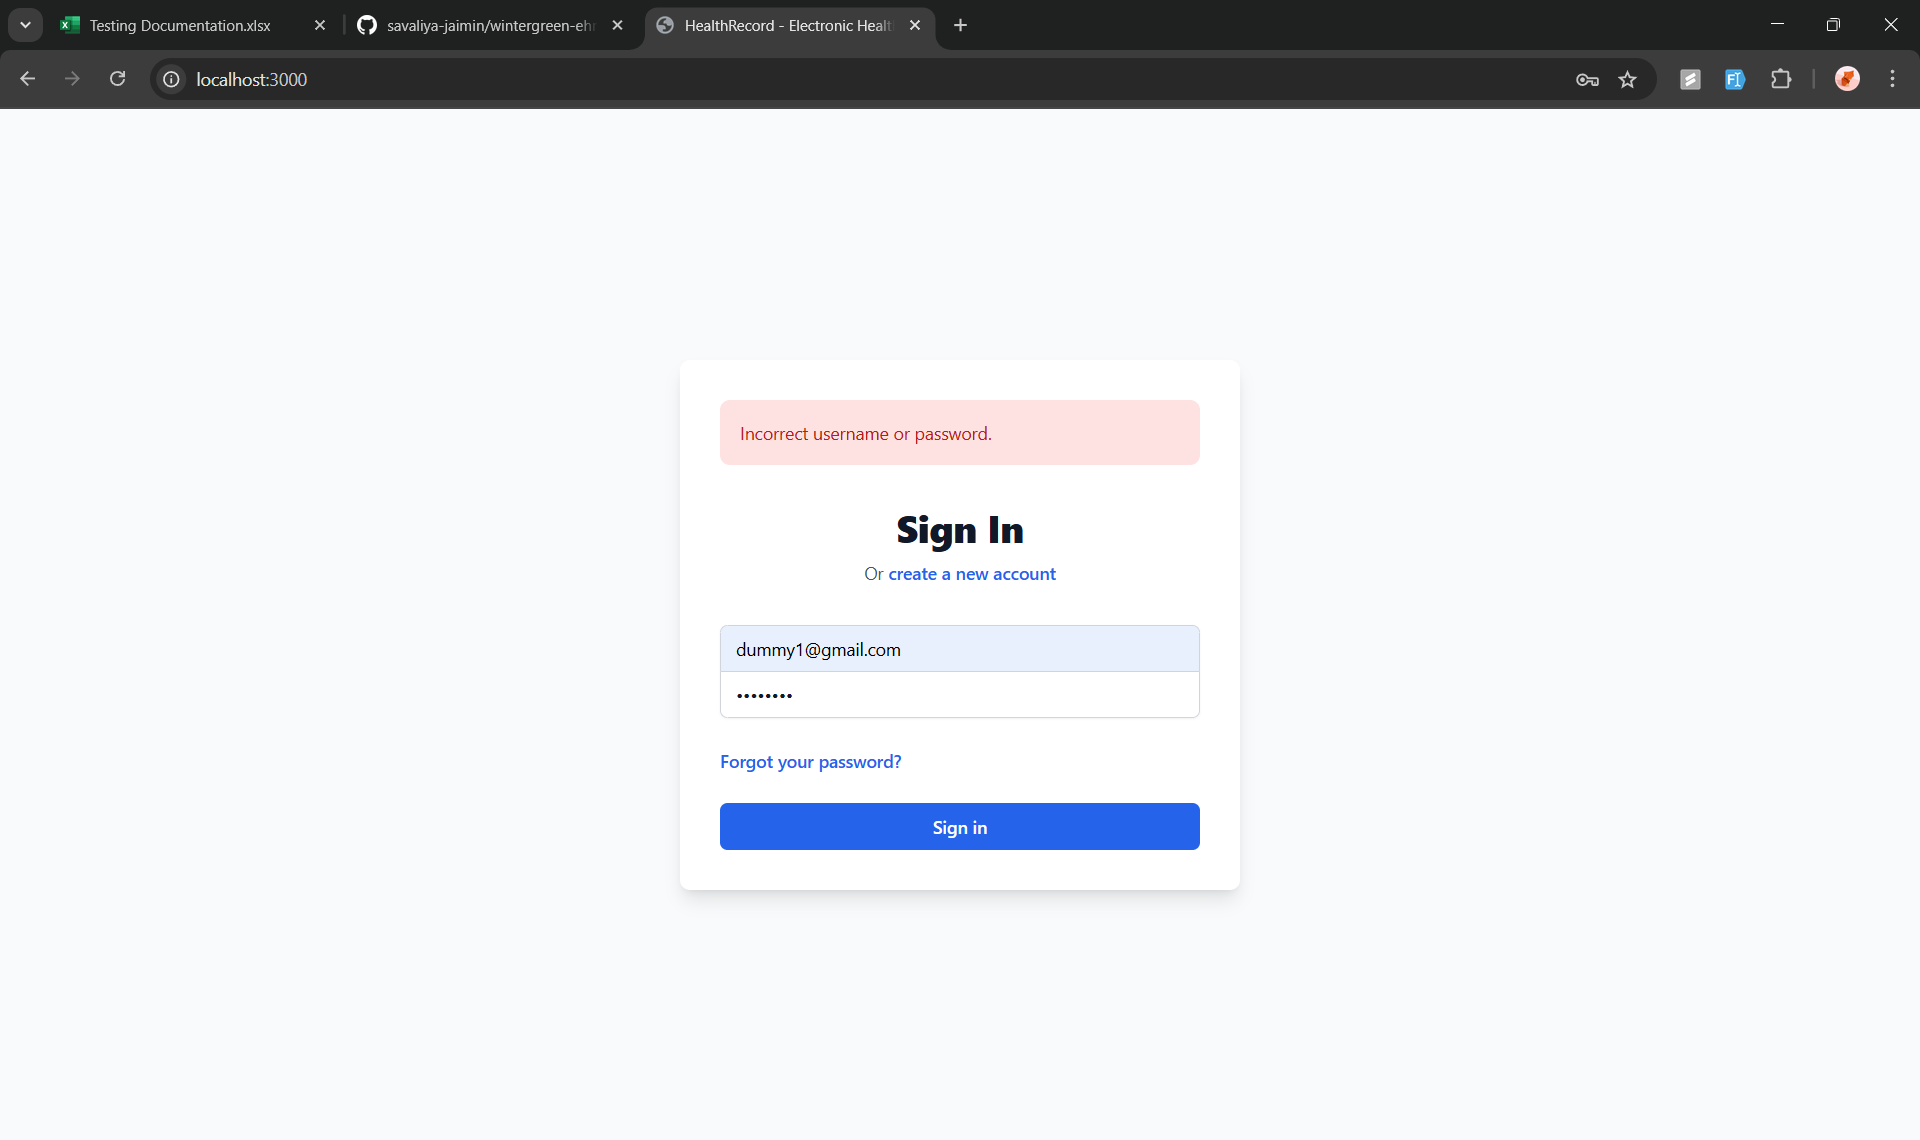 Testing Documentation.xlsx
savaliya-jaimin/wintergreen-eh
HealthRecord - Electronic Healt
localhost:3000
Incorrect username or password.
Sign In
Or create a new account
dummy1@gmail.com
••••••••
Forgot your password?
Sign in